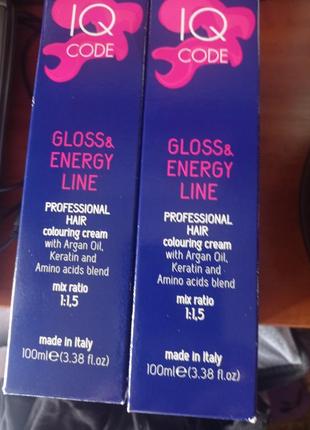 IQ
CODE
GLOSS&
ENERGY
LINE
PROFESSIONAL
HAIR
colouring cream
with Argan Oil,
Keratin and
Amino acids blend
mix ratio
1:1,5
made in Italy
100ml℮(3.38 fl.oz)
IQ
CODE
GLOSS&
ENERGY
LINE
PROFESSIONAL
HAIR
colouring cream
with Argan Oil,
Keratin and
Amino acids blend
mix ratio
1:1,5
made in Italy
100ml℮(3.38 fl.oz)